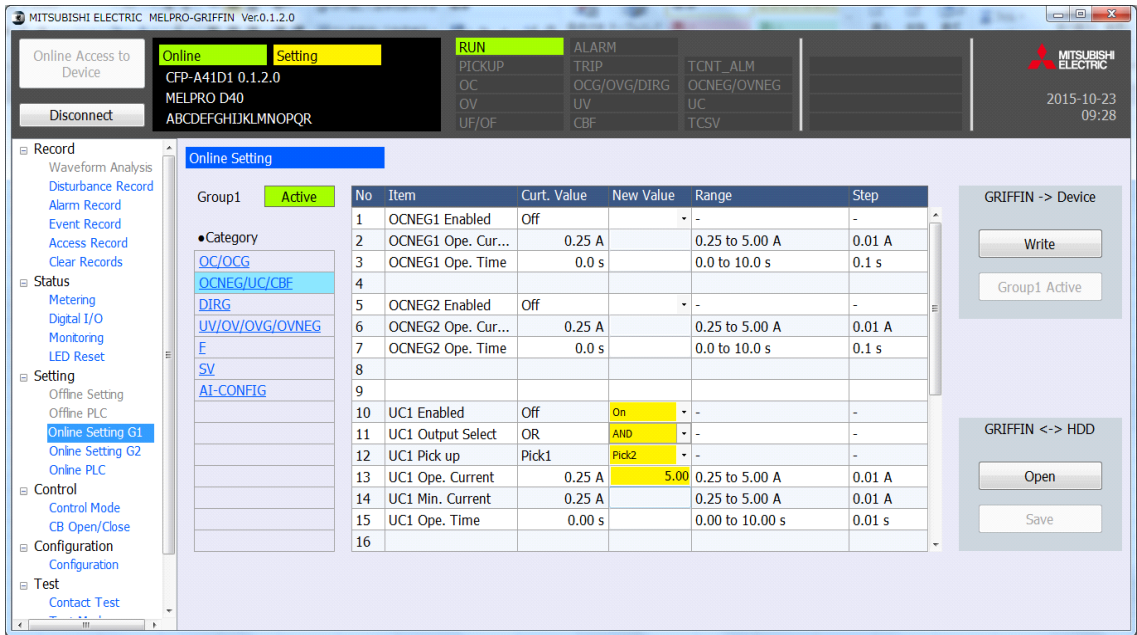 MITSUBISHI ELECTRIC MELPRO-GRIFFIN Ver.0.1.2.0
Online Access to
Device
Disconnect
Online Setting
CFP-A41D1 0.1.2.0
MELPRO D40
ABCDEFGHIJKLMNOPQR
RUN ALARM
PICKUP TRIP TCNT_ALM
OC OCG/OVG/DIRG OCNEG/OVNEG
OV UV UC
UF/OF CBF TCSV
MITSUBISHI
ELECTRIC
2015-10-23
09:28
Record
Waveform Analysis
Disturbance Record
Alarm Record
Event Record
Access Record
Clear Records
Status
Metering
Digital I/O
Monitoring
LED Reset
Setting
Offline Setting
Offline PLC
Online Setting G1
Online Setting G2
Online PLC
Control
Control Mode
CB Open/Close
Configuration
Configuration
Test
Contact Test
Online Setting
Group1 Active
●Category
OC/OCG
OCNEG/UC/CBF
DIRG
UV/OV/OVG/OVNEG
F
SV
AI-CONFIG
No Item Curt. Value New Value Range Step
1 OCNEG1 Enabled Off - -
2 OCNEG1 Ope. Cur... 0.25 A 0.25 to 5.00 A 0.01 A
3 OCNEG1 Ope. Time 0.0 s 0.0 to 10.0 s 0.1 s
4
5 OCNEG2 Enabled Off - -
6 OCNEG2 Ope. Cur... 0.25 A 0.25 to 5.00 A 0.01 A
7 OCNEG2 Ope. Time 0.0 s 0.0 to 10.0 s 0.1 s
8
9
10 UC1 Enabled Off On - -
11 UC1 Output Select OR AND - -
12 UC1 Pick up Pick1 Pick2 - -
13 UC1 Ope. Current 0.25 A 5.00 0.25 to 5.00 A 0.01 A
14 UC1 Min. Current 0.25 A 0.25 to 5.00 A 0.01 A
15 UC1 Ope. Time 0.00 s 0.00 to 10.00 s 0.01 s
16
GRIFFIN -> Device
Write
Group1 Active
GRIFFIN <-> HDD
Open
Save